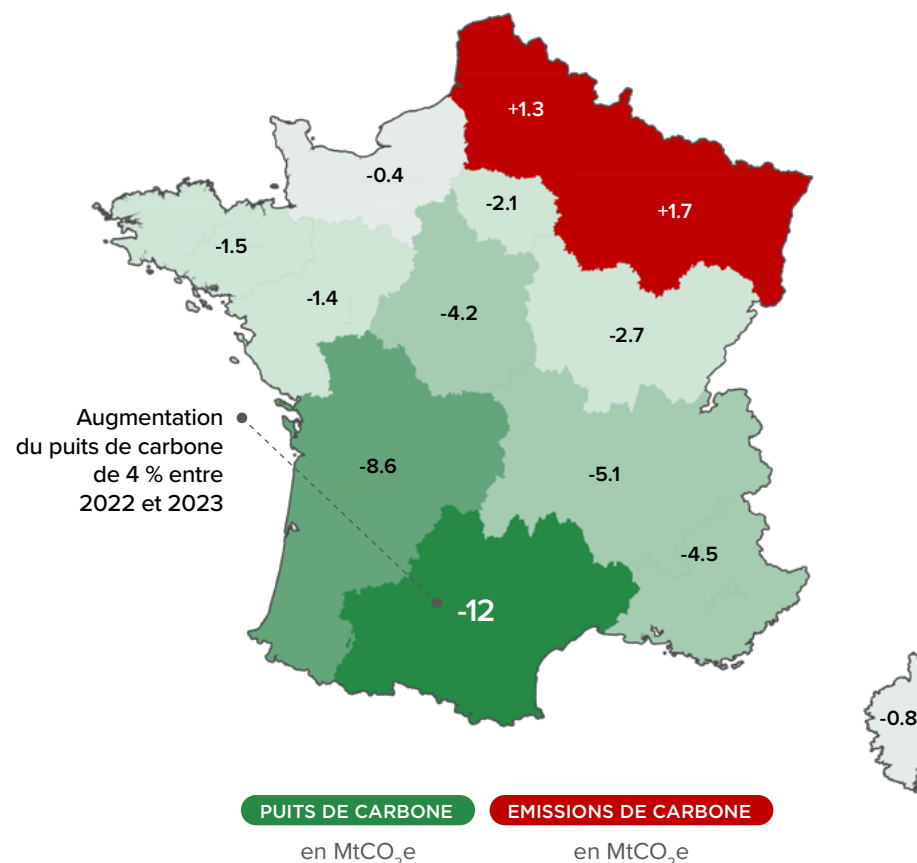 +1.3
-0.4
-2.1
+1.7
-1.5
-1.4
-4.2
-2.7
Augmentation
du puits de carbone
de 4 % entre
2022 et 2023
-8.6
-5.1
-4.5
-12
-0.8
PUITS DE CARBONE
en MtCO₂e
EMISSIONS DE CARBONE
en MtCO₂e